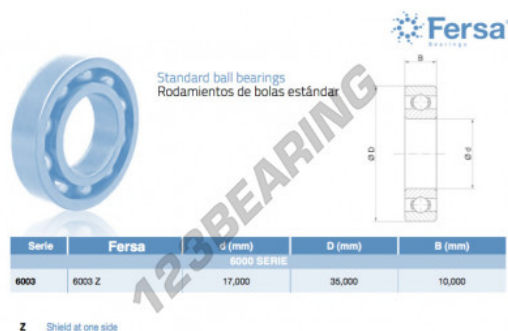 Fersa
Bearings
Standard ball bearings
Rodamientos de bolas estándar
B
Ø D
Ø d
123BEARING
Serie Fersa d (mm) D (mm) B (mm)
6000 SERIE
6003 6003 Z 17,000 35,000 10,000
Z Shield at one side